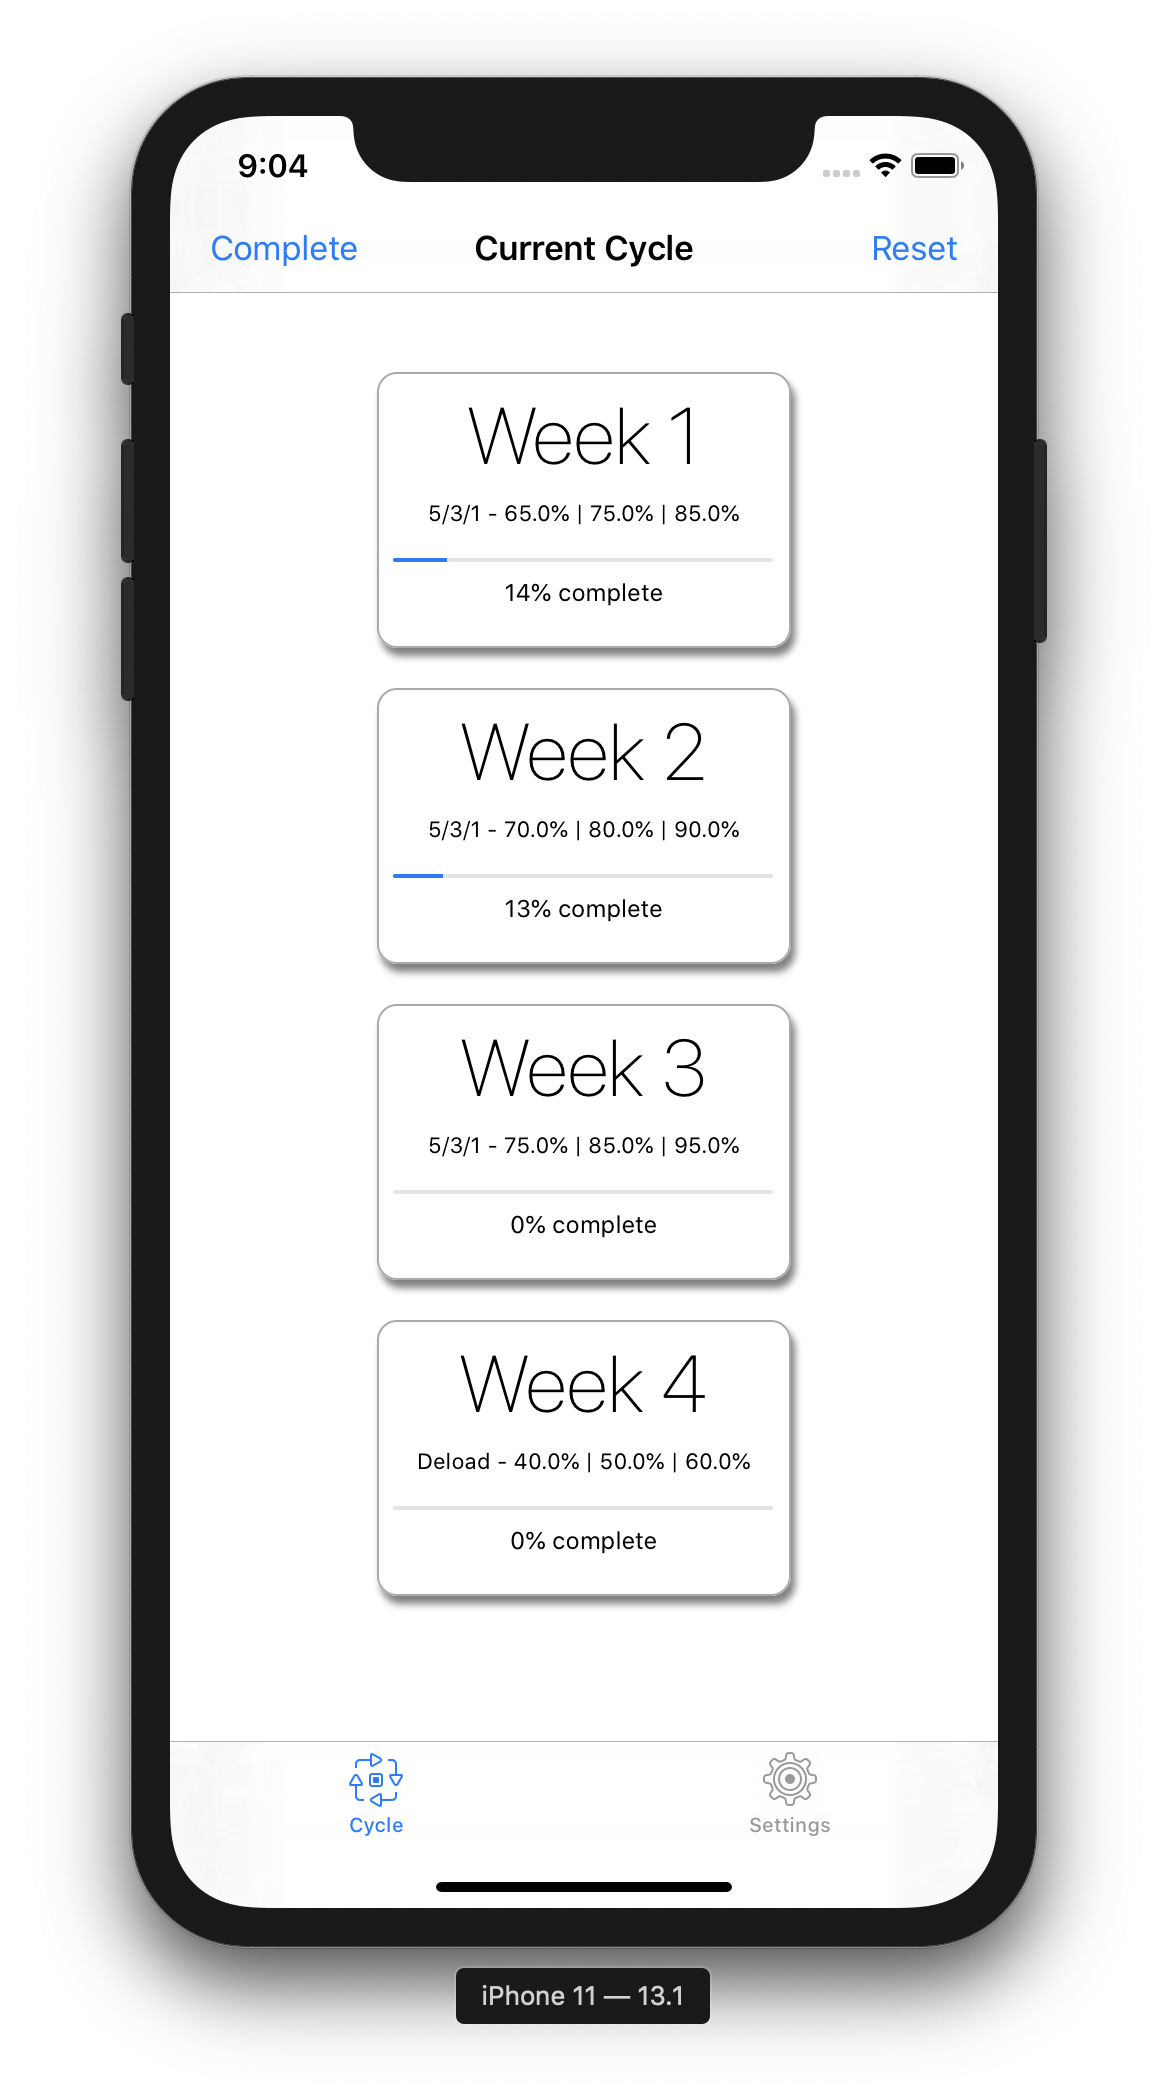 9:04
Complete Current Cycle Reset
Week 1
5/3/1 - 65.0% | 75.0% | 85.0%
14% complete
Week 2
5/3/1 - 70.0% | 80.0% | 90.0%
13% complete
Week 3
5/3/1 - 75.0% | 85.0% | 95.0%
0% complete
Week 4
Deload - 40.0% | 50.0% | 60.0%
0% complete
Cycle Settings
iPhone 11 — 13.1